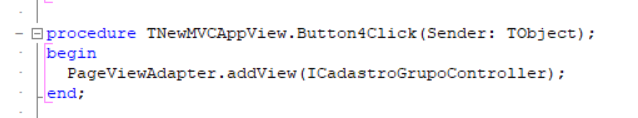 procedure TNewMVCAppView.Button4Click(Sender: TObject);
begin
  PageViewAdapter.addView(ICadastroGrupoController);
end;